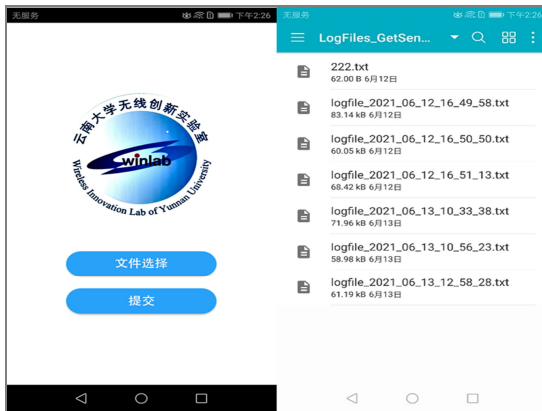 无服务
下午2:26
云南大学无线创新实验室
winlab
Wireless Innovation Lab of Yunnan University
文件选择
提交
无服务
下午2:26
LogFiles_GetSen...
222.txt
62.00 B 6月12日
logfile_2021_06_12_16_49_58.txt
83.14 kB 6月12日
logfile_2021_06_12_16_50_50.txt
60.05 kB 6月12日
logfile_2021_06_12_16_51_13.txt
68.42 kB 6月12日
logfile_2021_06_13_10_33_38.txt
71.96 kB 6月13日
logfile_2021_06_13_10_56_23.txt
58.98 kB 6月13日
logfile_2021_06_13_12_58_28.txt
61.19 kB 6月13日